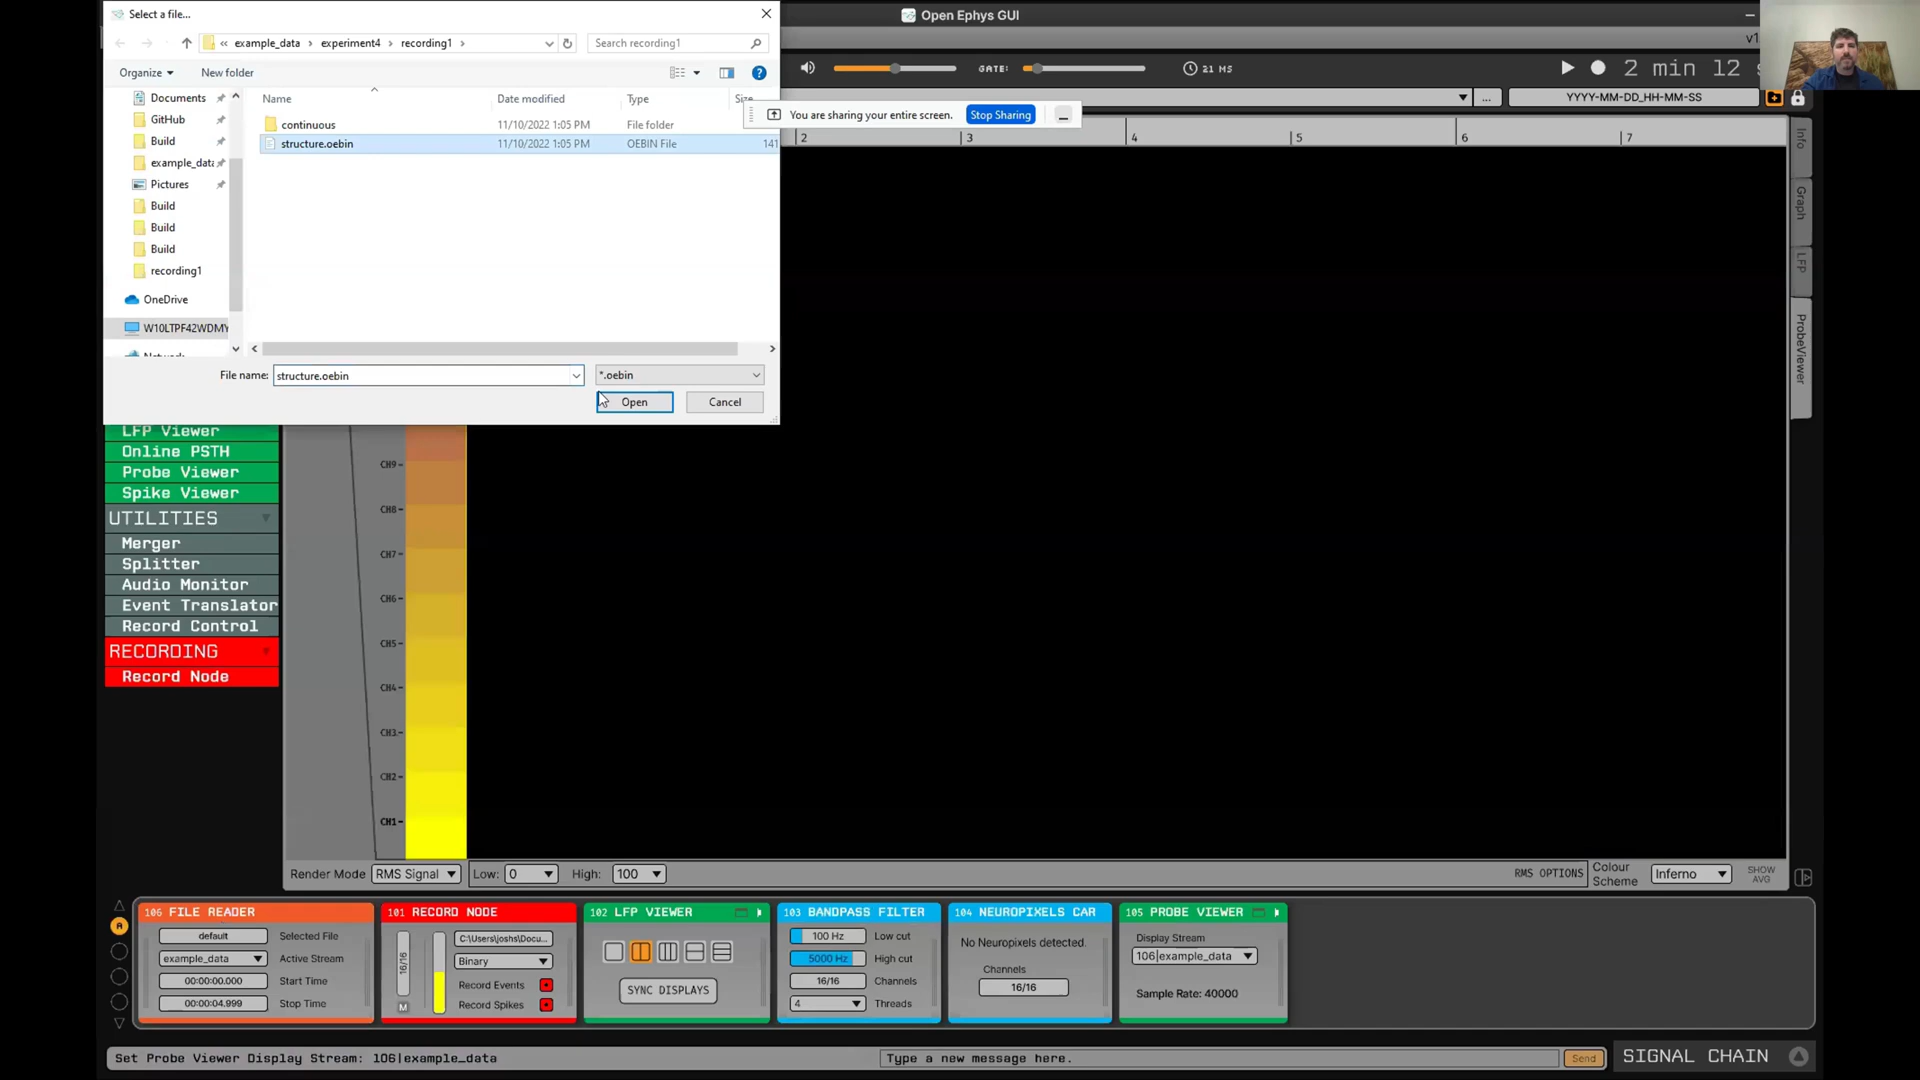 Select a file...
« example_data > experiment4 > recording1 >
Search recording1
Organize
New folder
Documents
GitHub
Build
example_data
Pictures
Build
Build
Build
recording1
OneDrive
W10LTPF42WDMY
Name Date modified Type Size
continuous 11/10/2022 1:05 PM File folder
structure.oebin 11/10/2022 1:05 PM OEBIN File 141
File name: structure.oebin
*.oebin
Open Cancel
Open Ephys GUI
v1
GATE:
21 MS
2 min 12 s
...
YYYY-MM-DD_HH-MM-SS
You are sharing your entire screen. Stop Sharing
2 3 4 5 6 7
Info
Graph
LFP
ProbeViewer
LFP Viewer
Online PSTH
Probe Viewer
Spike Viewer
UTILITIES
Merger
Splitter
Audio Monitor
Event Translator
Record Control
RECORDING
Record Node
CH9
CH8
CH7
CH6
CH5
CH4
CH3
CH2
CH1
Render Mode RMS Signal Low: 0 High: 100
RMS OPTIONS Colour Scheme Inferno SHOW AVG
A
106 FILE READER
default Selected File
example_data Active Stream
00:00:00.000 Start Time
00:00:04.999 Stop Time
101 RECORD NODE
16/16
M
C:\Users\joshs\Docu...
Binary
Record Events
Record Spikes
102 LFP VIEWER
SYNC DISPLAYS
103 BANDPASS FILTER
100 Hz Low cut
5000 Hz High cut
16/16 Channels
4 Threads
104 NEUROPIXELS CAR
No Neuropixels detected.
Channels
16/16
105 PROBE VIEWER
Display Stream
106|example_data
Sample Rate: 40000
Set Probe Viewer Display Stream: 106|example_data
Type a new message here.
Send
SIGNAL CHAIN